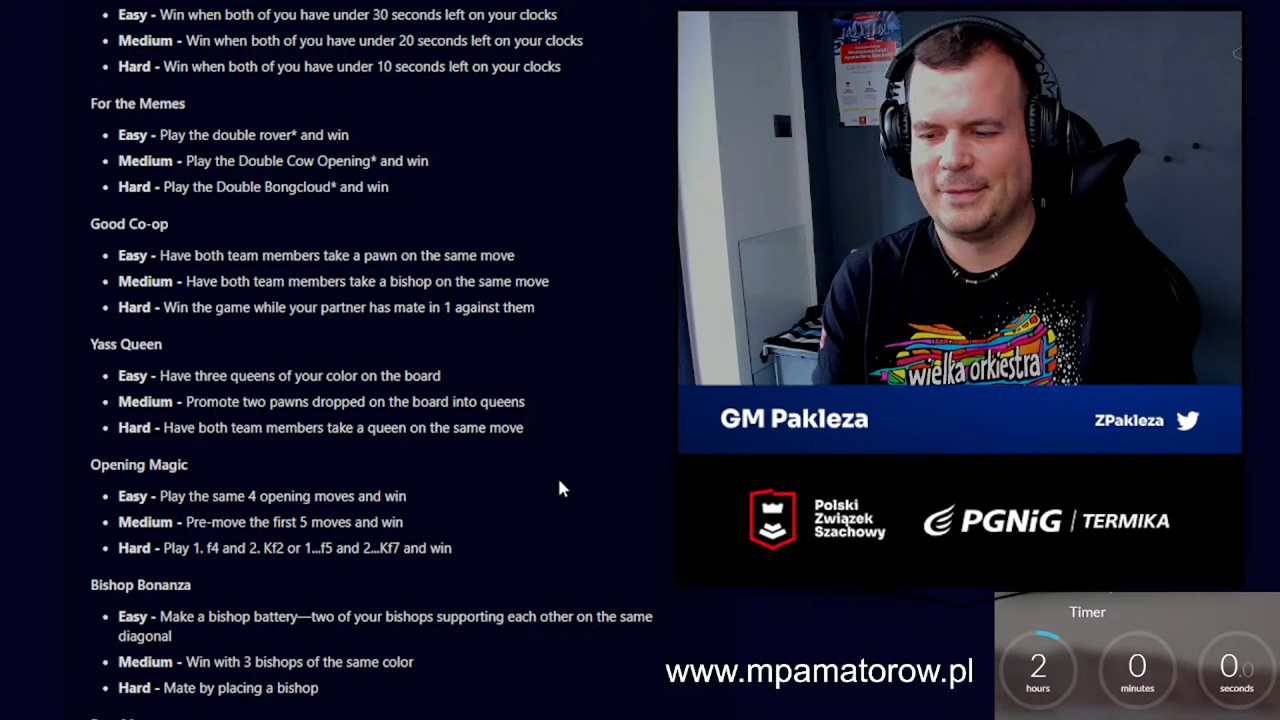 Easy - Win when both of you have under 30 seconds left on your clocks
Medium - Win when both of you have under 20 seconds left on your clocks
Hard - Win when both of you have under 10 seconds left on your clocks
For the Memes
Easy - Play the double rover* and win
Medium - Play the Double Cow Opening* and win
Hard - Play the Double Bongcloud* and win
Good Co-op
Easy - Have both team members take a pawn on the same move
Medium - Have both team members take a bishop on the same move
Hard - Win the game while your partner has mate in 1 against them
Yass Queen
Easy - Have three queens of your color on the board
Medium - Promote two pawns dropped on the board into queens
Hard - Have both team members take a queen on the same move
Opening Magic
Easy - Play the same 4 opening moves and win
Medium - Pre-move the first 5 moves and win
Hard - Play 1. f4 and 2. Kf2 or 1...f5 and 2...Kf7 and win
Bishop Bonanza
Easy - Make a bishop battery—two of your bishops supporting each other on the same
diagonal
Medium - Win with 3 bishops of the same color
Hard - Mate by placing a bishop
wielka orkiestra
GM Pakleza
ZPakleza
Polski
Związek
Szachowy
PGNiG | TERMIKA
www.mpamatorow.pl
Timer
2 0 0.0
hours minutes seconds